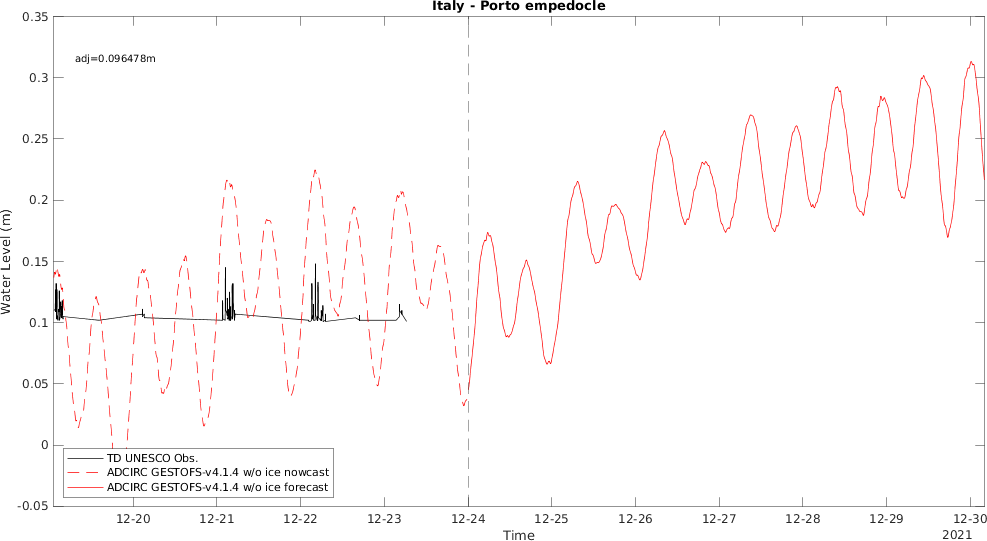 Italy - Porto empedocle
adj=0.096478m
Water Level (m)
0.35
0.3
0.25
0.2
0.15
0.1
0.05
0
-0.05
TD UNESCO Obs.
ADCIRC GESTOFS-v4.1.4 w/o ice nowcast
ADCIRC GESTOFS-v4.1.4 w/o ice forecast
12-20 12-21 12-22 12-23 12-24 12-25 12-26 12-27 12-28 12-29 12-30
Time
2021